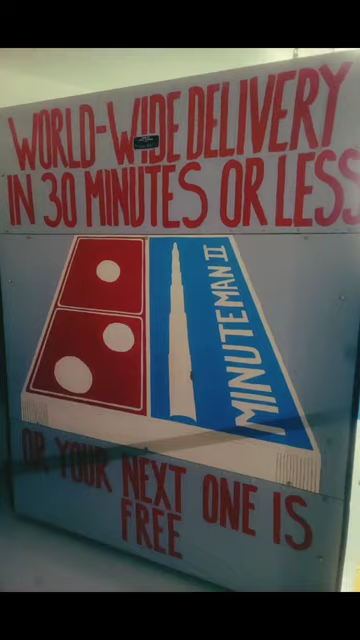 WORLD-WIDE DELIVERY
IN 30 MINUTES OR LESS
MINUTEMAN II
OR YOUR NEXT ONE IS
FREE